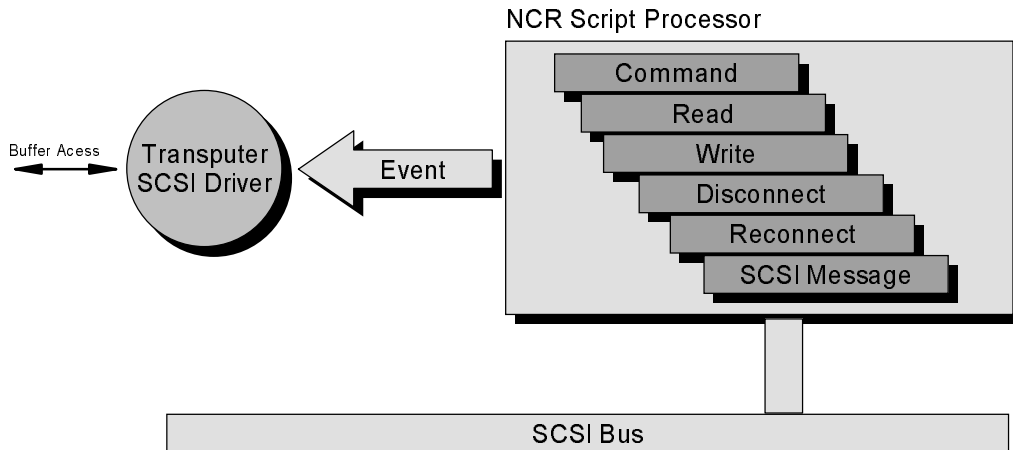 NCR Script Processor
Command
Read
Write
Disconnect
Reconnect
SCSI Message
Buffer Acess
Transputer
SCSI Driver
Event
SCSI Bus